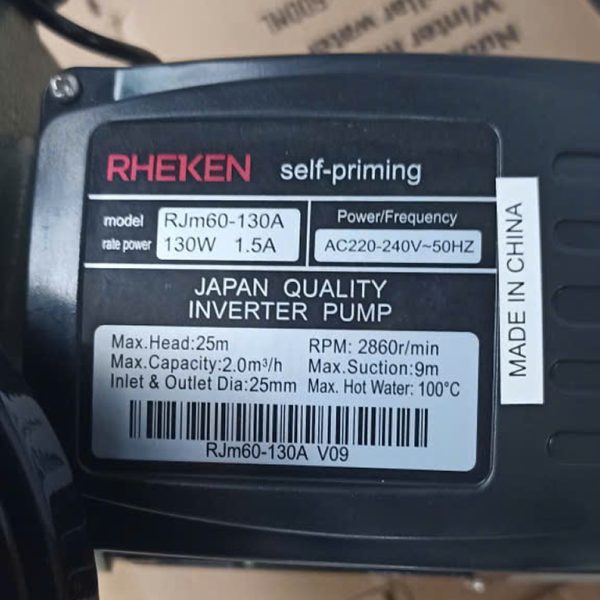 RHEKEN self-priming
model RJm60-130A
rate power 130W 1.5A
Power/Frequency
AC220-240V~50HZ
JAPAN QUALITY
INVERTER PUMP
Max.Head:25m RPM: 2860r/min
Max.Capacity:2.0m³/h Max.Suction:9m
Inlet & Outlet Dia:25mm Max. Hot Water: 100°C
RJm60-130A V09
MADE IN CHINA